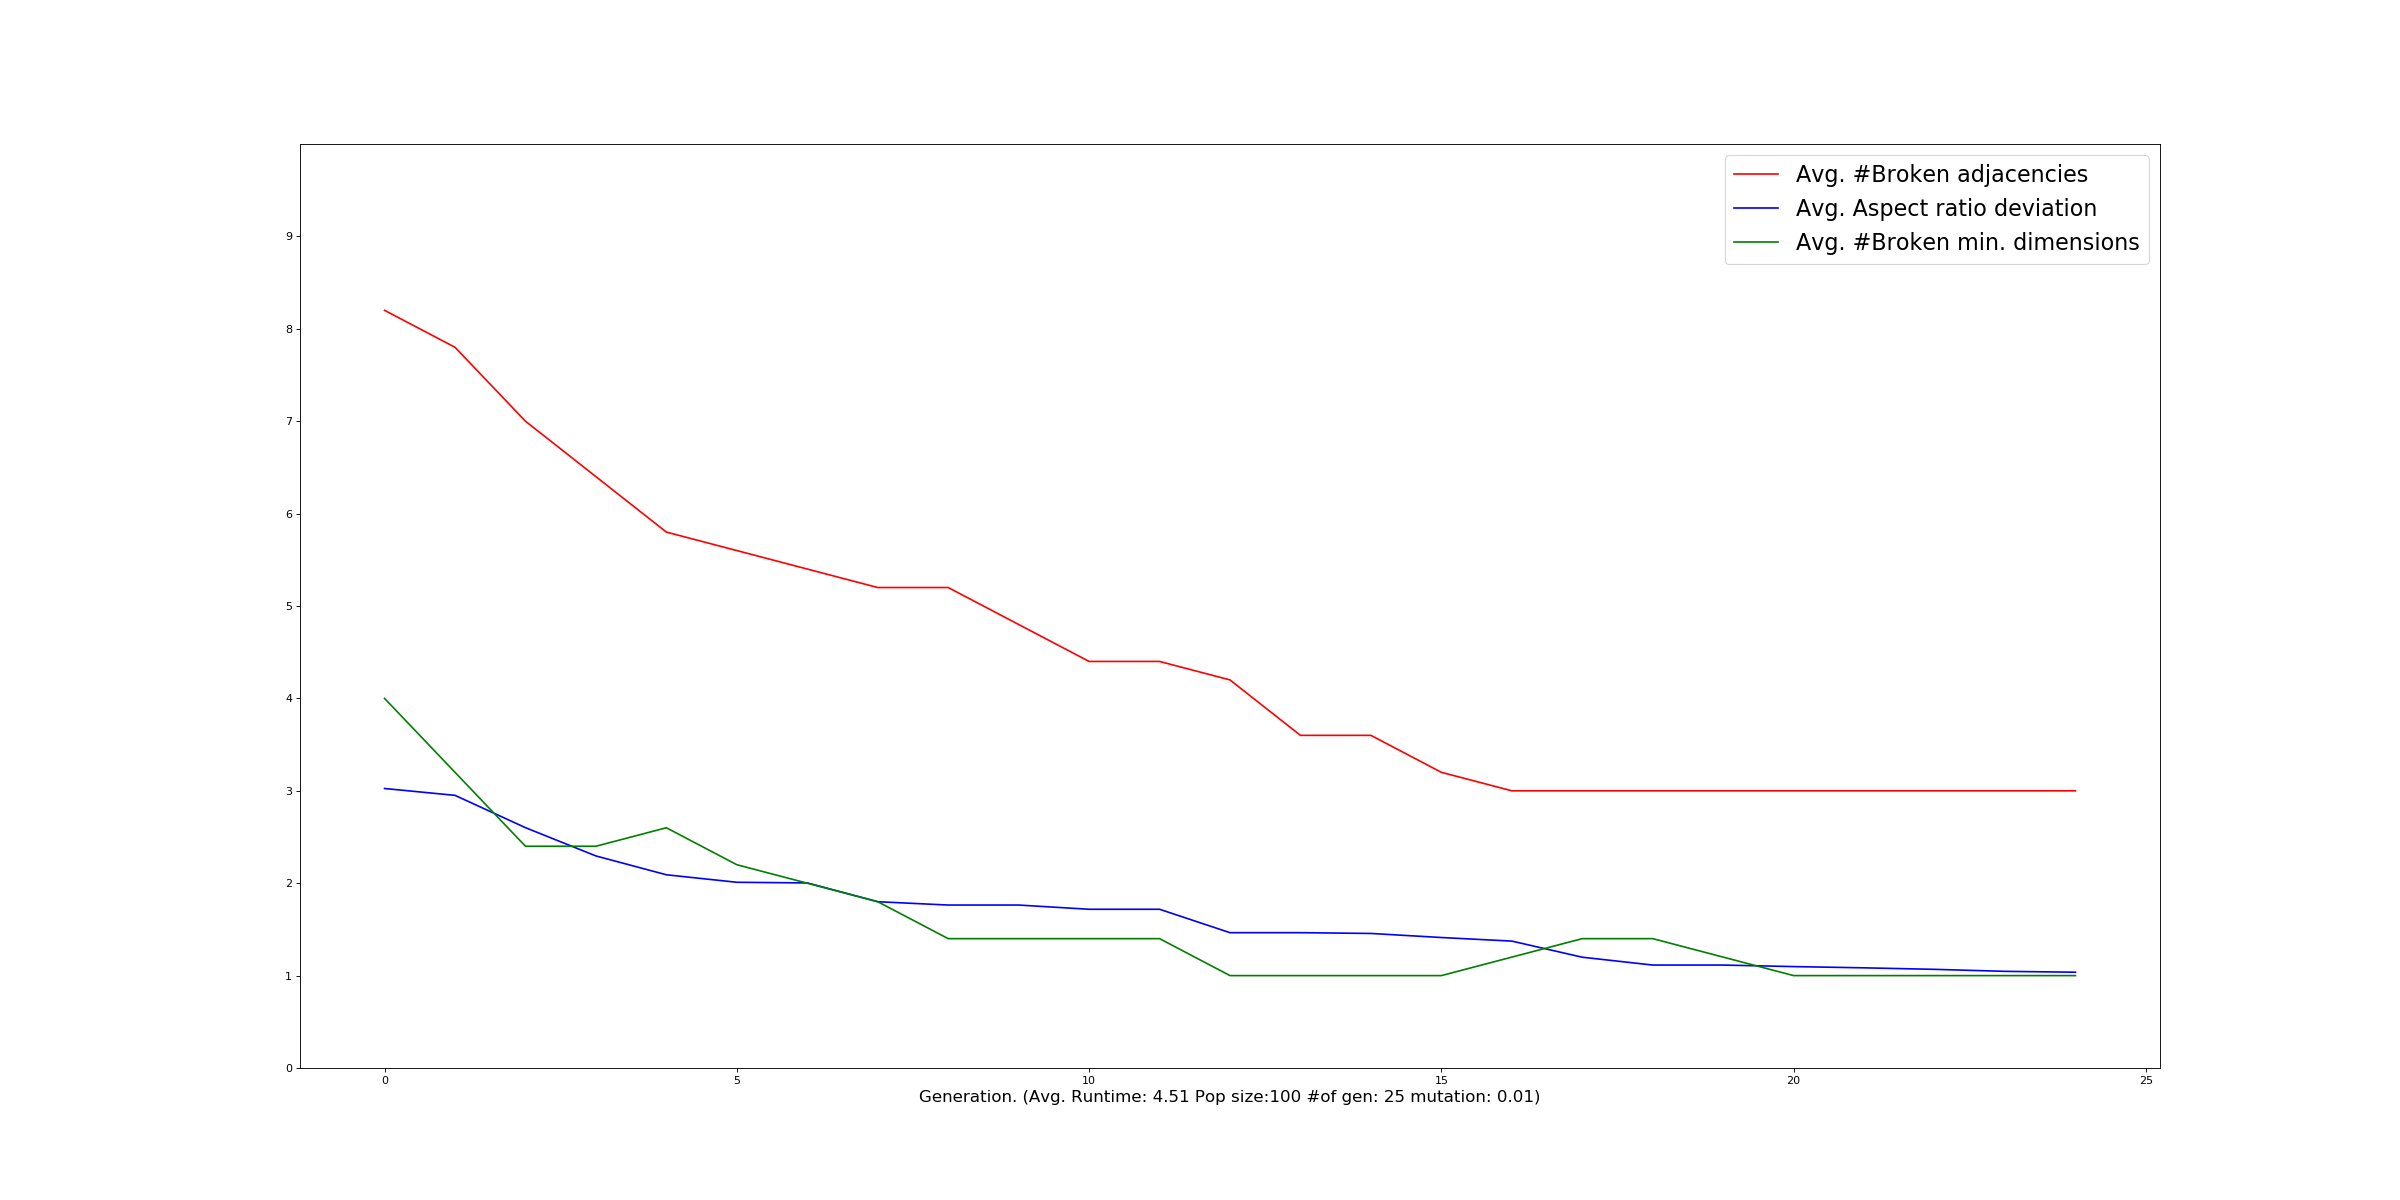 Avg. #Broken adjacencies
Avg. Aspect ratio deviation
Avg. #Broken min. dimensions
9
8
7
6
5
4
3
2
1
0
0 5 10 15 20 25
Generation. (Avg. Runtime: 4.51 Pop size:100 #of gen: 25 mutation: 0.01)